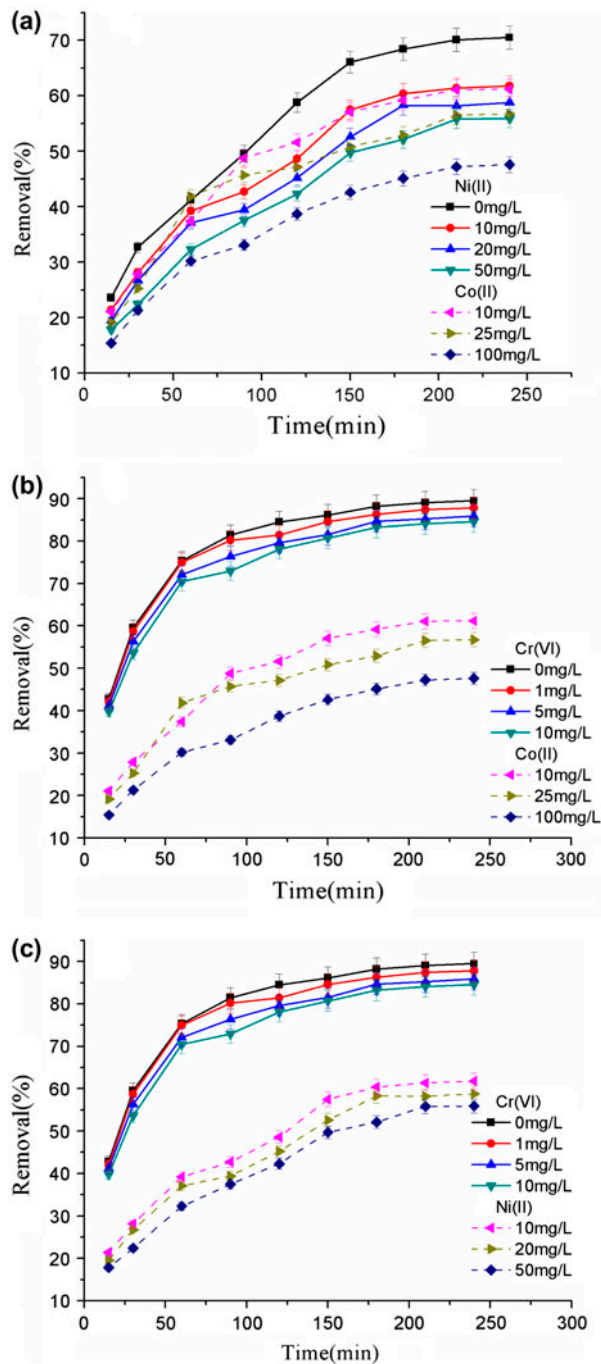 (a)
70
60
50
40
30
20
10
Removal(%)
Ni(II)
0mg/L
10mg/L
20mg/L
50mg/L
Co(II)
10mg/L
25mg/L
100mg/L
0 50 100 150 200 250 300
Time(min)
(b)
90
80
70
60
50
40
30
20
10
Removal(%)
Cr(VI)
0mg/L
1mg/L
5mg/L
10mg/L
Co(II)
10mg/L
25mg/L
100mg/L
0 50 100 150 200 250 300
Time(min)
(c)
90
80
70
60
50
40
30
20
10
Removal(%)
Cr(VI)
0mg/L
1mg/L
5mg/L
10mg/L
Ni(II)
10mg/L
20mg/L
50mg/L
0 50 100 150 200 250 300
Time(min)